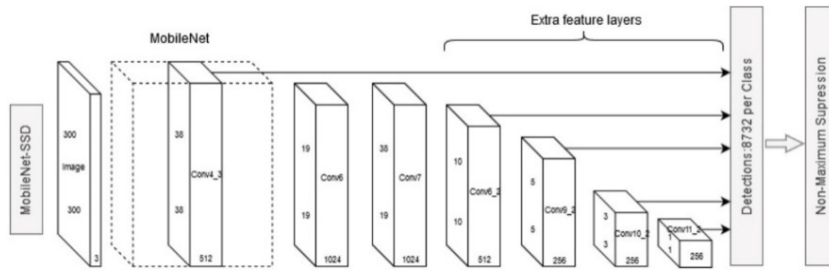 Extra feature layers
MobileNet
MobileNet-SSD
300
Image
300
3
38
38
Conv4_3
512
19
19
Conv6
1024
38
19
Conv7
1024
10
10
Conv6_2
512
5
5
Conv9_2
256
3
3
Conv10_2
256
1
1
Conv11_2
256
Detections:8732 per Class
Non-Maximum Supression